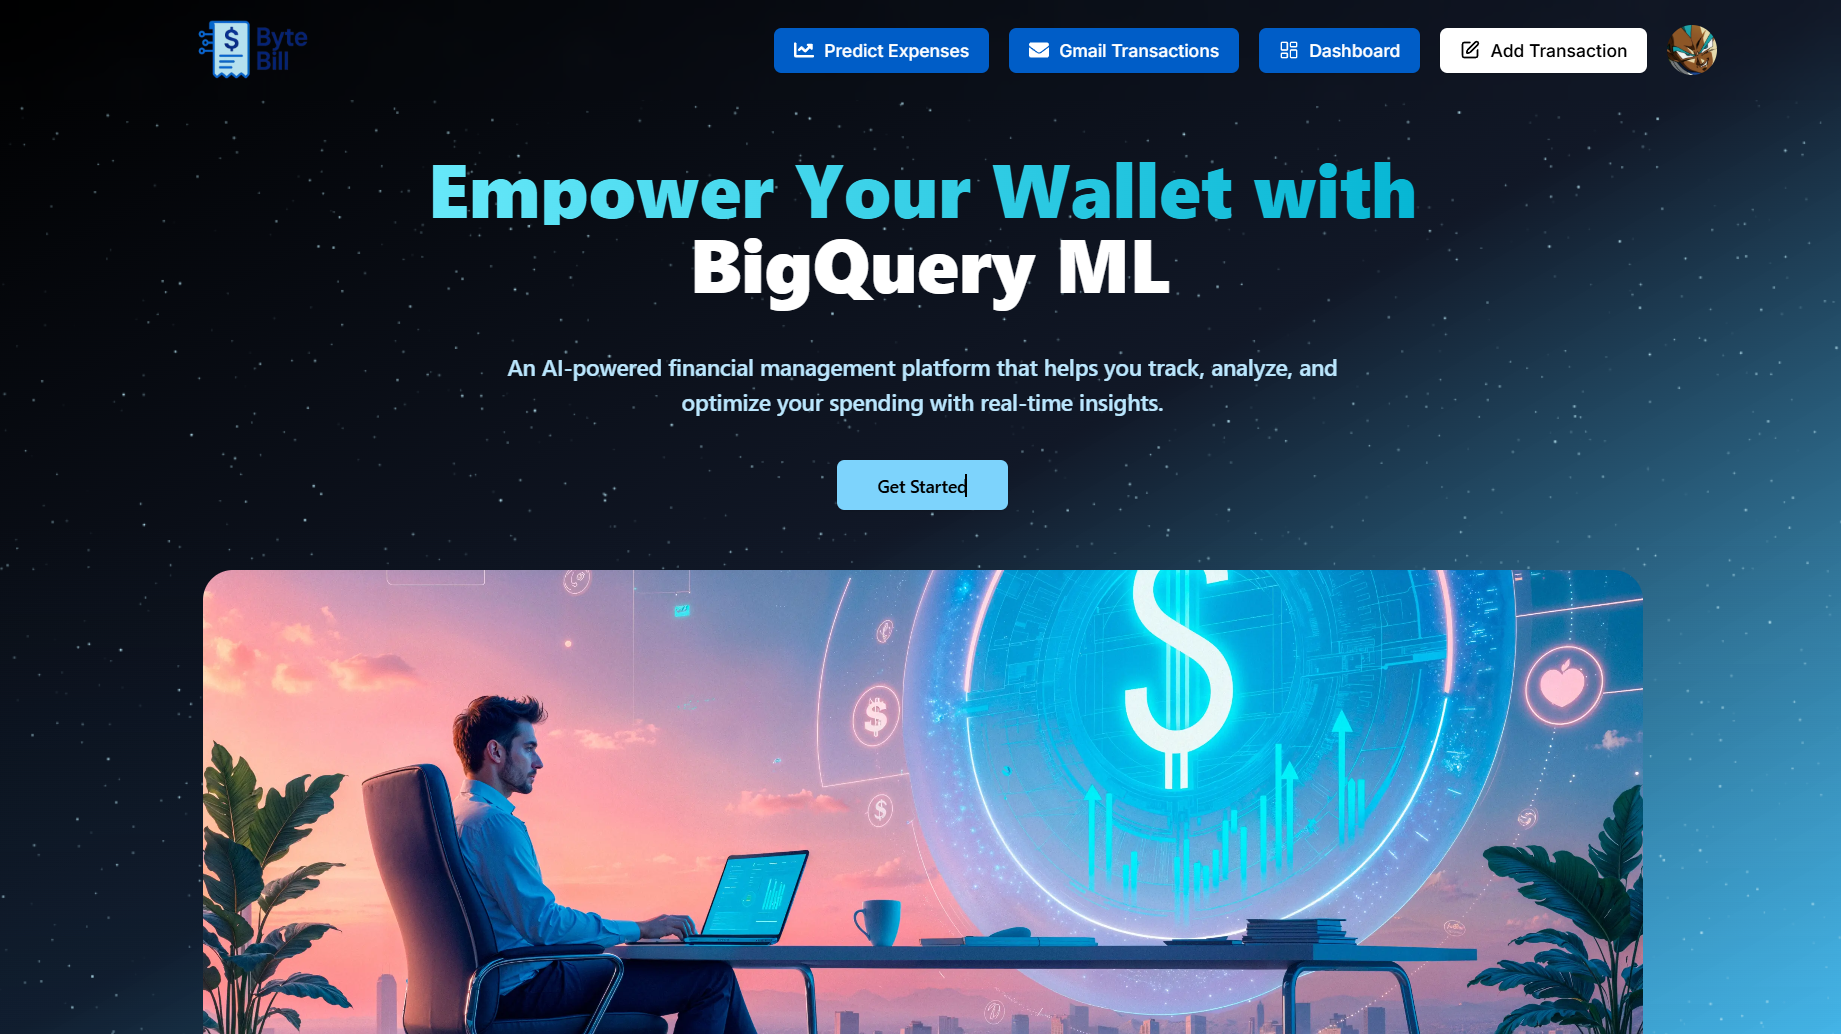 Byte
Bill
Predict Expenses
Gmail Transactions
Dashboard
Add Transaction
Empower Your Wallet with
BigQuery ML
An AI-powered financial management platform that helps you track, analyze, and
optimize your spending with real-time insights.
Get Started